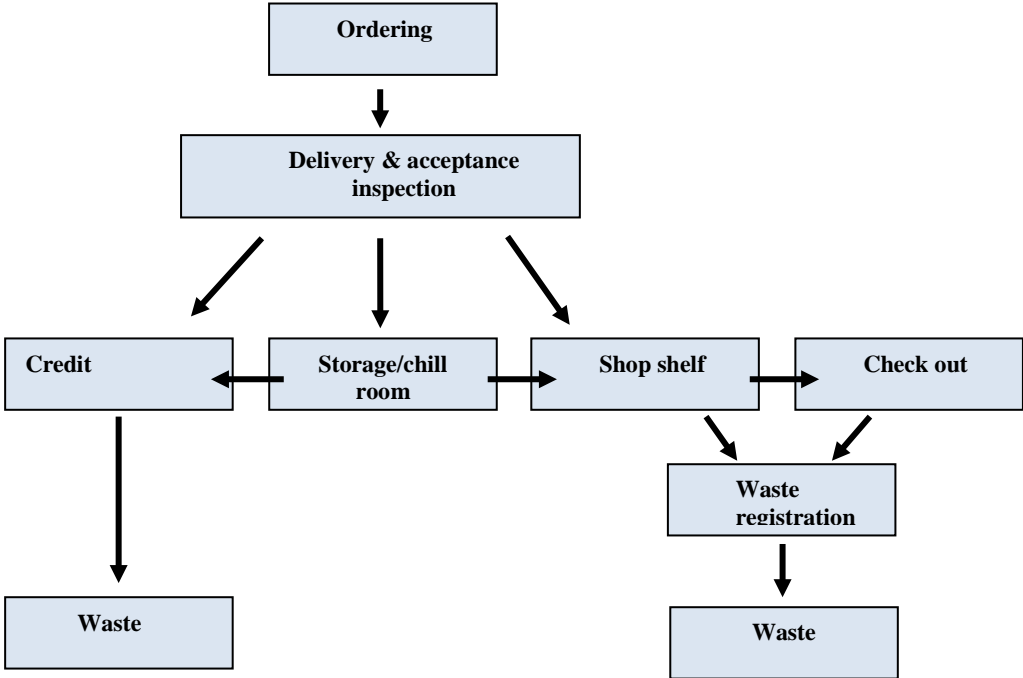 Ordering
Delivery & acceptance
inspection
Credit
Storage/chill
room
Shop shelf
Check out
Waste
registration
Waste
Waste